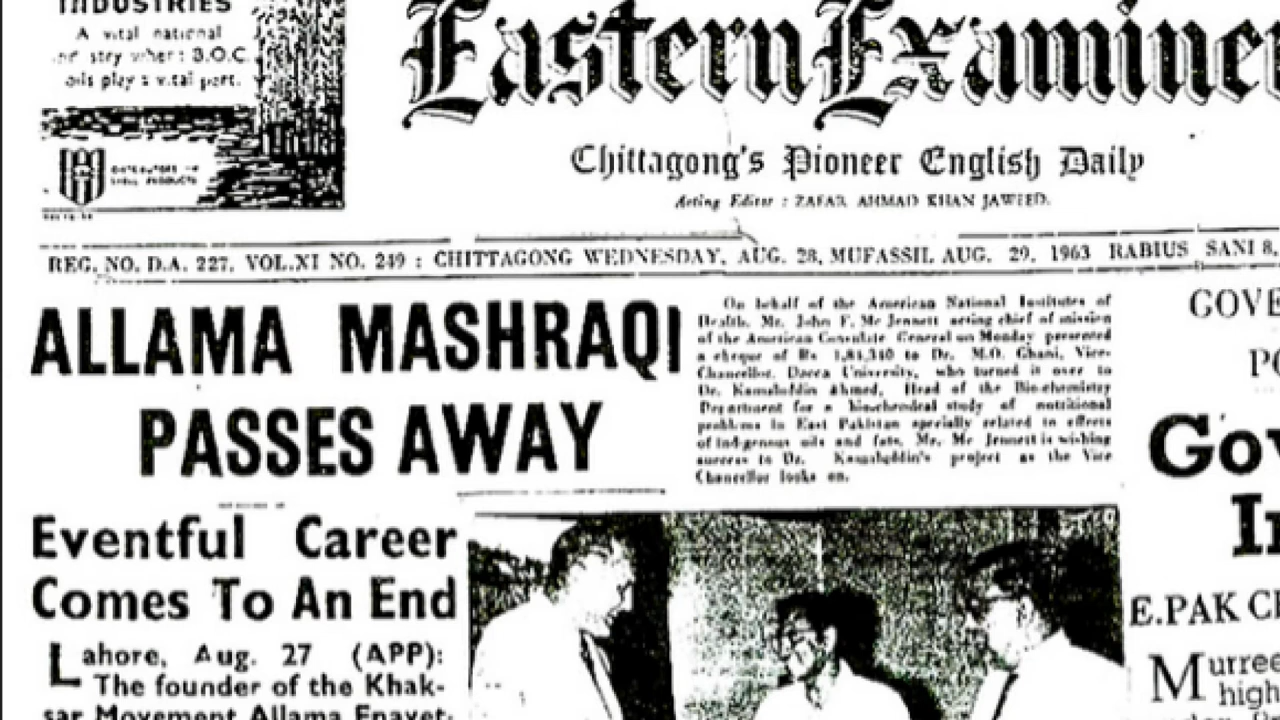 INDUSTRIES
A vital national
B.O.C.
oils play a vital part.
Eastern Examiner
Chittagong's Pioneer English Daily
Acting Editor : ZAFAR AHMAD KHAN JAWEED.
REG. NO. D.A. 227. VOL.XI NO. 249 : CHITTAGONG WEDNESDAY, AUG. 28, MUFASSIL AUG. 29, 1963 RABIUS SANI 8,
ALLAMA MASHRAQI
PASSES AWAY
Eventful Career
Comes To An End
Lahore, Aug. 27 (APP):
The founder of the Khak-
sar Movement Allama Enayet-
On behalf of the American National Institutes of
Health, Mr. John F. Mc Jennett acting chief of mission
of the American Consulate General on Monday presented
a cheque of Rs 1,84,340 to Dr. M.O. Ghani, Vice-
Chancellor, Dacca University, who turned it over to
Dr. Kamaluddin Ahmed, Head of the Bio-chemistry
Department for a biochemical study of nutritional
problems in East Pakistan specially related to effects
of indigenous oils and fats. Mr. Mc Jennett is wishing
success to Dr. Kamaluddin's project as the Vice
Chancellor looks on.
GOVE
PO
Gov
In
E.PAK C
Murree
high